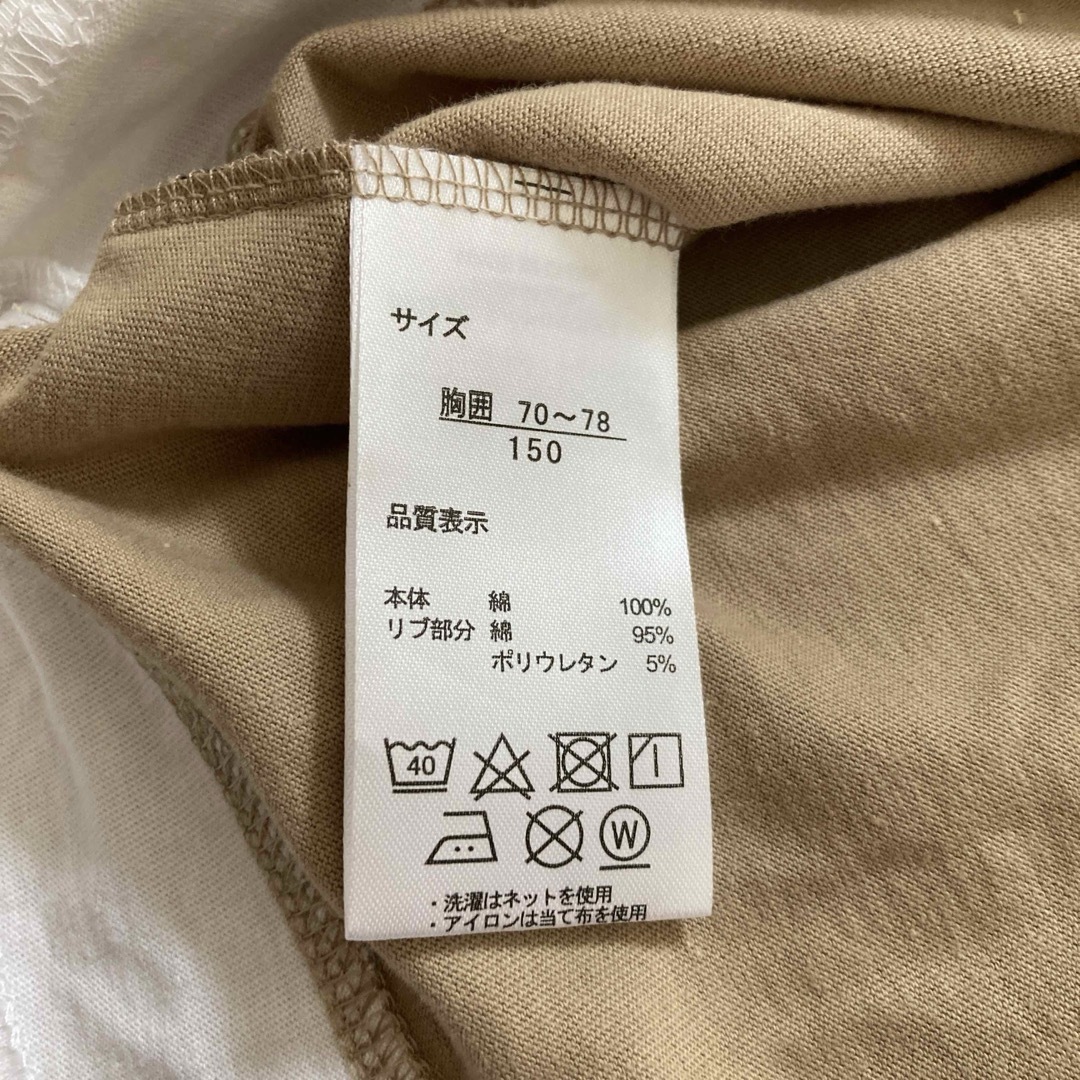 サイズ
胸囲 70～78
150
品質表示
本体 綿 100%
リブ部分 綿 95%
ポリウレタン 5%
40
W
・洗濯はネットを使用
・アイロンは当て布を使用